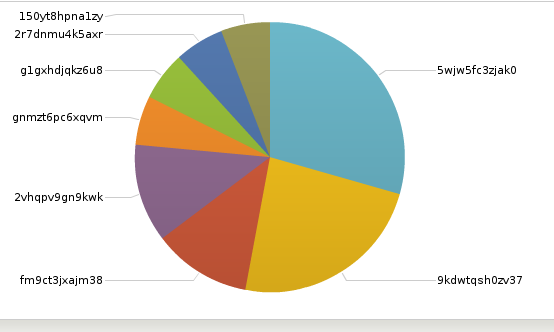 150yt8hpna1zy
2r7dnmu4k5axr
g1gxhdjqkz6u8
gnmzt6pc6xqvm
2vhqpv9gn9kwk
fm9ct3jxajm38
5wjw5fc3zjak0
9kdwtqsh0zv37